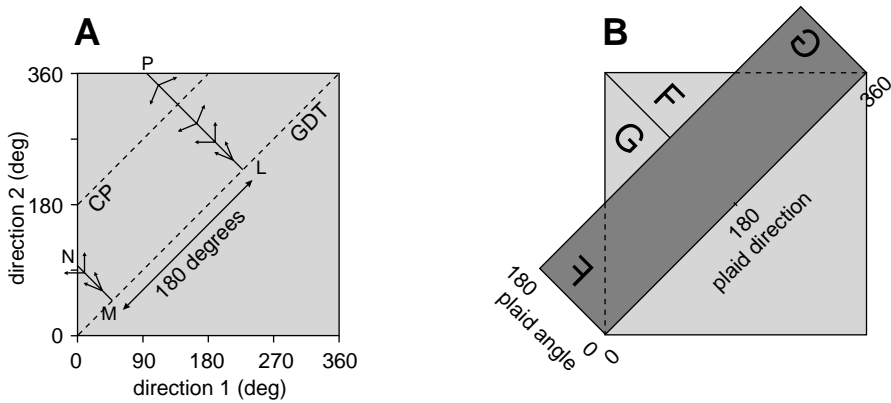 A
P
360
GDT
direction 2 (deg)
L
CP
180
180 degrees
N
M
0
0 90 180 270 360
direction 1 (deg)
B
G
F
360
G
180
plaid direction
F
180
plaid angle
0
0